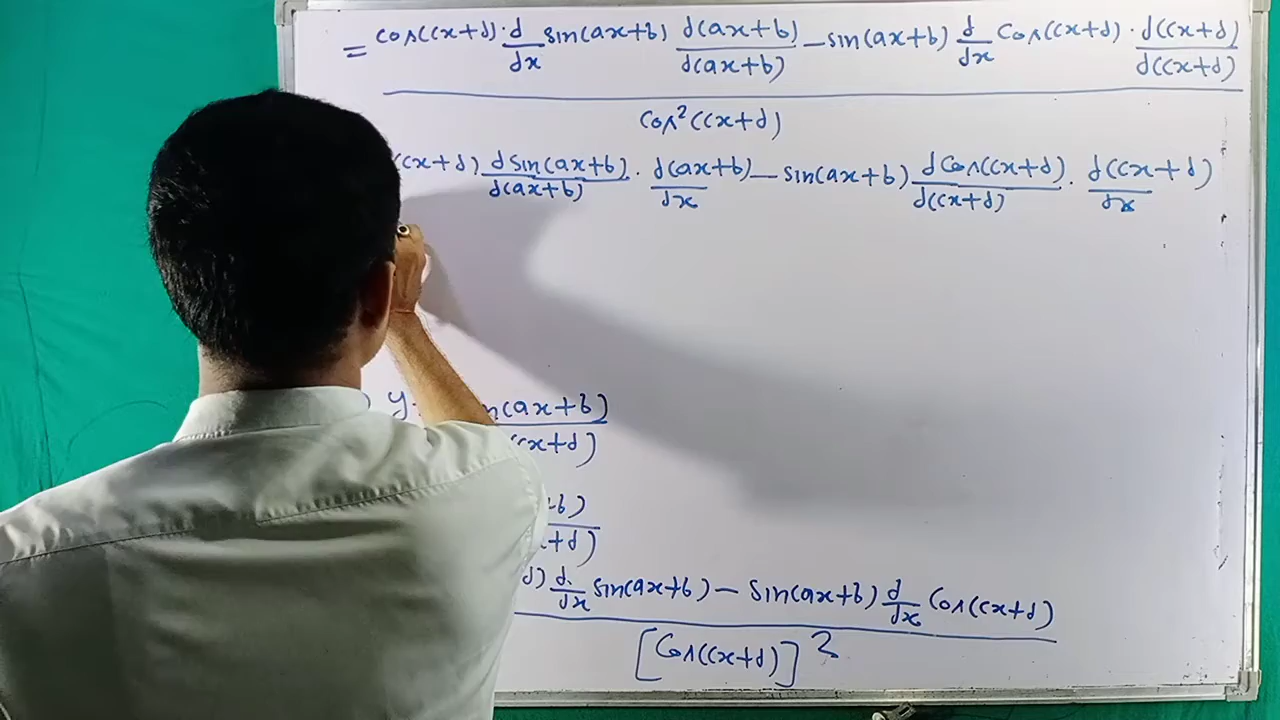 = cos(cx+d) · d/dx sin(ax+b) d(ax+b)/d(ax+b) — sin(ax+b) d/dx cos(cx+d) · d(cx+d)/d(cx+d)
cos² (cx+d)
(cx+d) d sin(ax+b)/d(ax+b) · d(ax+b)/dx — sin(ax+b) d cos(cx+d)/d(cx+d) · d(cx+d)/dx
) y (ax+b)
(cx+d)
+b)
+d)
d) d/dx sin(ax+b) — sin(ax+b) d/dx cos(cx+d)
[cos(cx+d)] 2